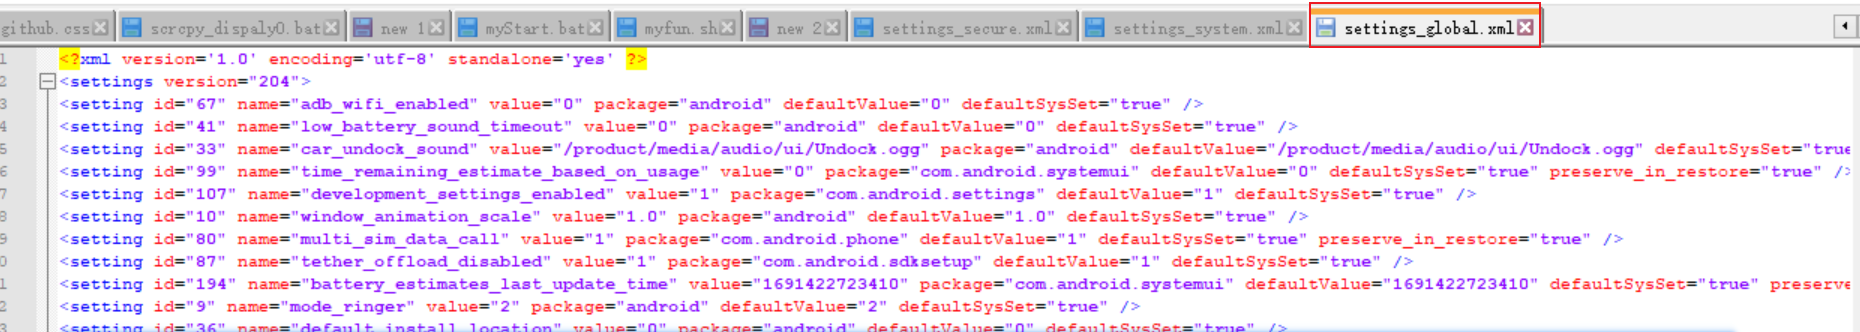 github.css scrcpy_dispaly0.bat new 1 myStart.bat myfun.sh new 2 settings_secure.xml settings_system.xml settings_global.xml
1 <?xml version='1.0' encoding='utf-8' standalone='yes' ?>
2 <settings version="204">
3 <setting id="67" name="adb_wifi_enabled" value="0" package="android" defaultValue="0" defaultSysSet="true" />
4 <setting id="41" name="low_battery_sound_timeout" value="0" package="android" defaultValue="0" defaultSysSet="true" />
5 <setting id="33" name="car_undock_sound" value="/product/media/audio/ui/Undock.ogg" package="android" defaultValue="/product/media/audio/ui/Undock.ogg" defaultSysSet="true
6 <setting id="99" name="time_remaining_estimate_based_on_usage" value="0" package="com.android.systemui" defaultValue="0" defaultSysSet="true" preserve_in_restore="true" />
7 <setting id="107" name="development_settings_enabled" value="1" package="com.android.settings" defaultValue="1" defaultSysSet="true" />
8 <setting id="10" name="window_animation_scale" value="1.0" package="android" defaultValue="1.0" defaultSysSet="true" />
9 <setting id="80" name="multi_sim_data_call" value="1" package="com.android.phone" defaultValue="1" defaultSysSet="true" preserve_in_restore="true" />
0 <setting id="87" name="tether_offload_disabled" value="1" package="com.android.sdksetup" defaultValue="1" defaultSysSet="true" />
1 <setting id="194" name="battery_estimates_last_update_time" value="1691422723410" package="com.android.systemui" defaultValue="1691422723410" defaultSysSet="true" preserve
2 <setting id="9" name="mode_ringer" value="2" package="android" defaultValue="2" defaultSysSet="true" />
3 <setting id="36" name="default_install_location" value="0" package="android" defaultValue="0" defaultSysSet="true" />